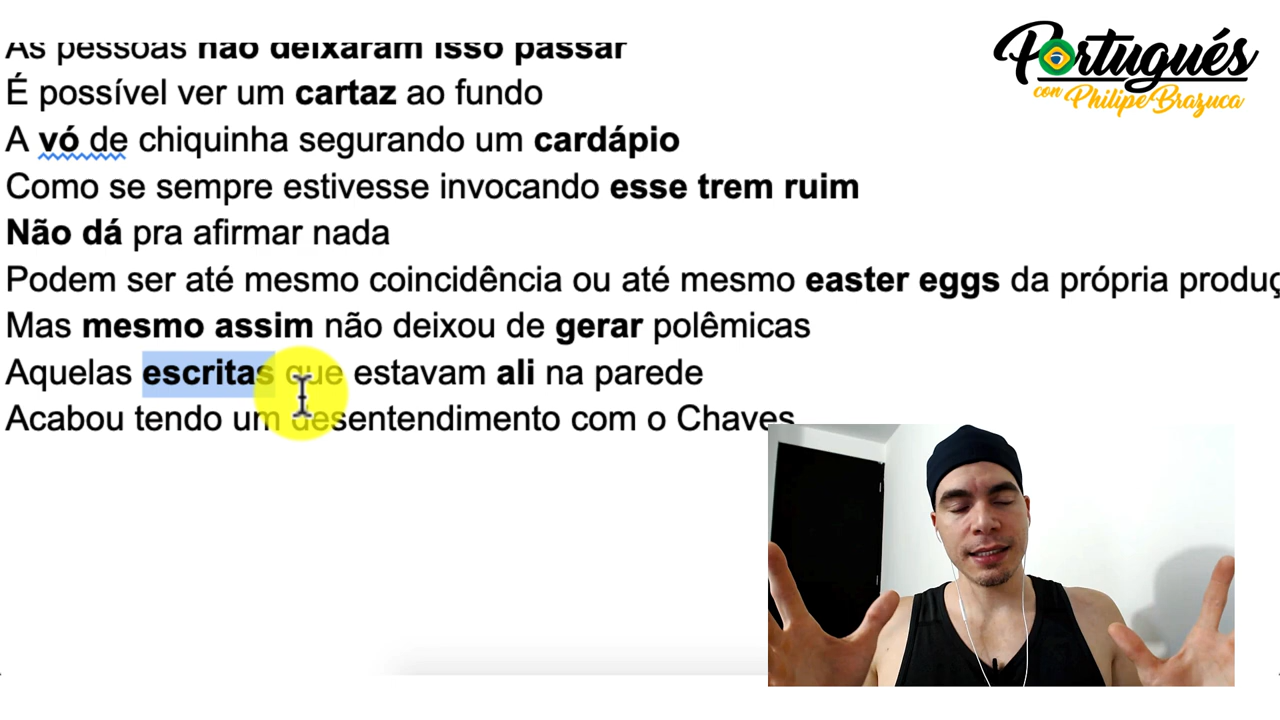 As pessoas não deixaram isso passar
É possível ver um cartaz ao fundo
A vó de chiquinha segurando um cardápio
Como se sempre estivesse invocando esse trem ruim
Não dá pra afirmar nada
Podem ser até mesmo coincidência ou até mesmo easter eggs da própria produç
Mas mesmo assim não deixou de gerar polêmicas
Aquelas escritas que estavam ali na parede
Acabou tendo um desentendimento com o Chaves
Portugués
con PhilipeBrazuca